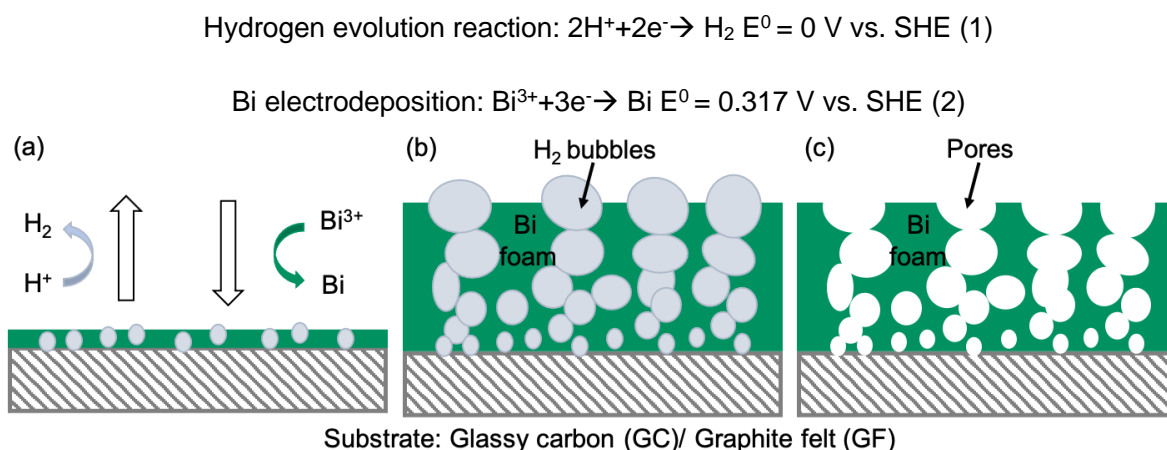 Hydrogen evolution reaction: 2H⁺+2e⁻→ H₂ E⁰ = 0 V vs. SHE (1)
Bi electrodeposition: Bi³⁺+3e⁻→ Bi E⁰ = 0.317 V vs. SHE (2)
(a)
H₂
H⁺
Bi³⁺
Bi
(b)
H₂ bubbles
Bi
foam
(c)
Pores
Bi
foam
Substrate: Glassy carbon (GC)/ Graphite felt (GF)